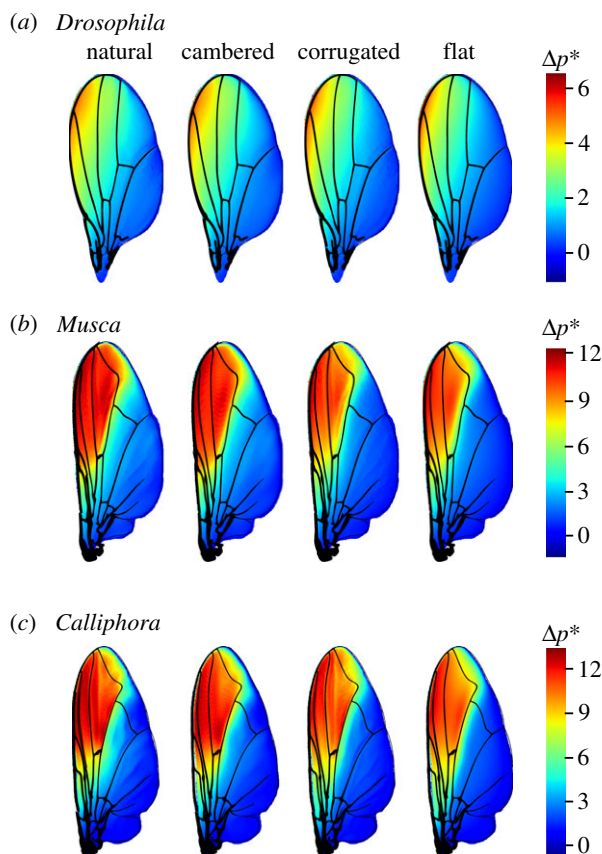 (a) Drosophila
natural cambered corrugated flat
Δp*
6
4
2
0
(b) Musca
Δp*
12
9
6
3
0
(c) Calliphora
Δp*
12
9
6
3
0